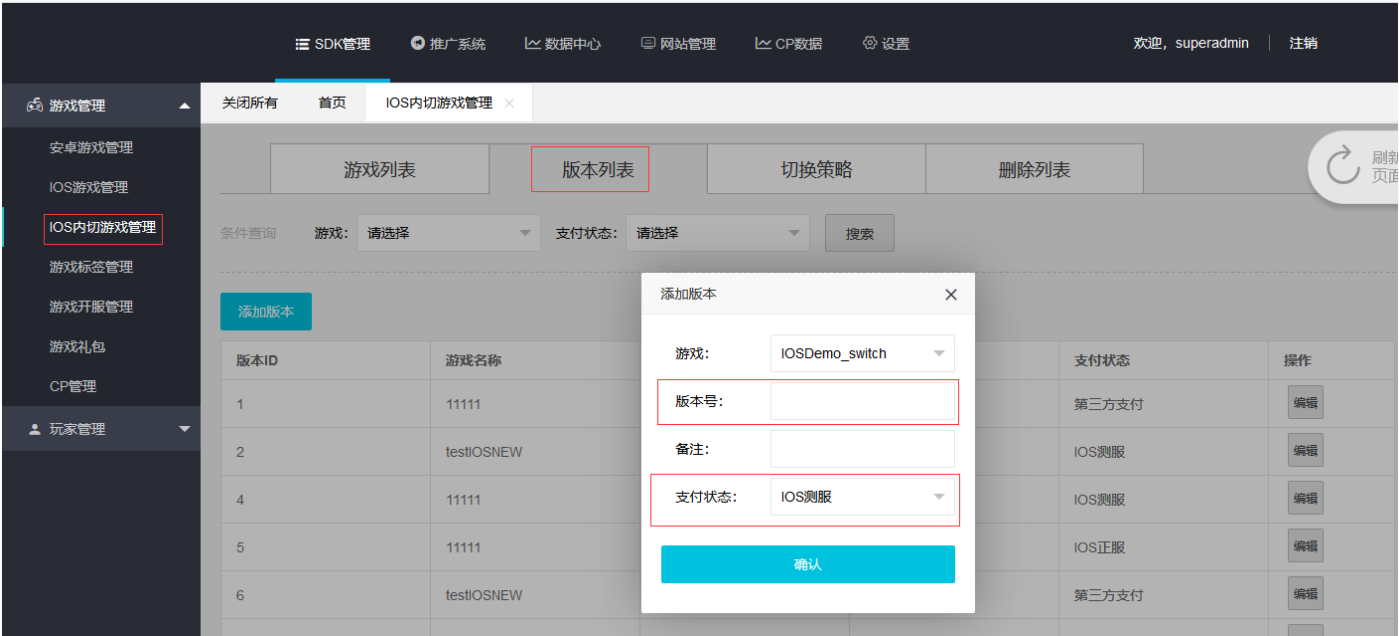 SDK管理 推广系统 数据中心 网站管理 CP数据 设置 欢迎，superadmin 注销
游戏管理
安卓游戏管理
IOS游戏管理
IOS内切游戏管理
游戏标签管理
游戏开服管理
游戏礼包
CP管理
玩家管理
关闭所有 首页 IOS内切游戏管理 ×
游戏列表 版本列表 切换策略 删除列表
刷新
页面
条件查询 游戏： 请选择 支付状态： 请选择 搜索
添加版本
版本ID 游戏名称 支付状态 操作
1 11111 第三方支付 编辑
2 testIOSNEW IOS测服 编辑
4 11111 IOS测服 编辑
5 11111 IOS正服 编辑
6 testIOSNEW 第三方支付 编辑
添加版本 ×
游戏： IOSDemo_switch
版本号：
备注：
支付状态： IOS测服
确认